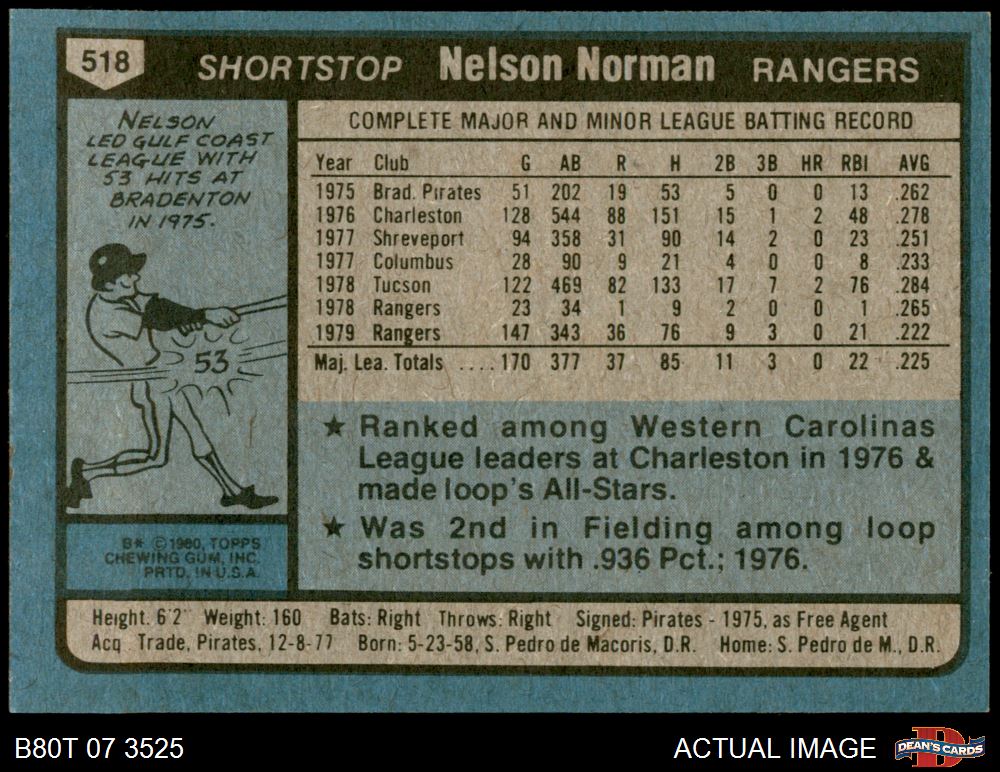 518 SHORTSTOP Nelson Norman RANGERS
NELSON
LED GULF COAST
LEAGUE WITH
53 HITS AT
BRADENTON
IN 1975.
53
B* ©1980, TOPPS
CHEWING GUM, INC.
PRTD. IN U.S.A.
COMPLETE MAJOR AND MINOR LEAGUE BATTING RECORD
Year Club G AB R H 2B 3B HR RBI AVG
1975 Brad. Pirates 51 202 19 53 5 0 0 13 .262
1976 Charleston 128 544 88 151 15 1 2 48 .278
1977 Shreveport 94 358 31 90 14 2 0 23 .251
1977 Columbus 28 90 9 21 4 0 0 8 .233
1978 Tucson 122 469 82 133 17 7 2 76 .284
1978 Rangers 23 34 1 9 2 0 0 1 .265
1979 Rangers 147 343 36 76 9 3 0 21 .222
Maj. Lea. Totals .... 170 377 37 85 11 3 0 22 .225
★ Ranked among Western Carolinas
League leaders at Charleston in 1976 &
made loop's All-Stars.
★ Was 2nd in Fielding among loop
shortstops with .936 Pct.; 1976.
Height. 6'2" Weight: 160 Bats: Right Throws: Right Signed: Pirates - 1975, as Free Agent
Acq Trade, Pirates, 12-8-77 Born: 5-23-58, S. Pedro de Macoris, D.R. Home: S. Pedro de M., D.R.
B80T 07 3525 ACTUAL IMAGE DEAN'S CARDS